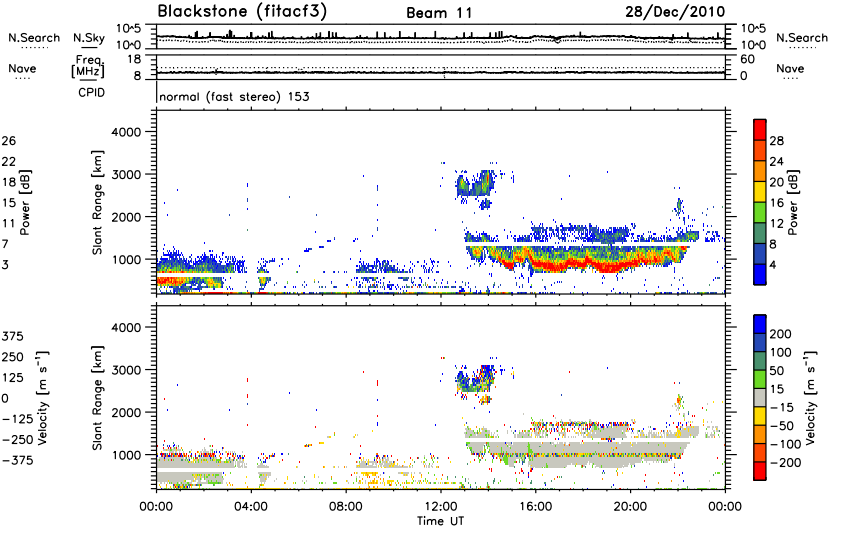 Blackstone (fitacf3) Beam 11 28/Dec/2010
N.Search N.Sky 10^5 10^0 10^5 10^0 N.Search
Nave Freq. [MHz] 18 8 60 0 Nave
CPID normal (fast stereo) 153
26 22 18 15 11 7 3
Power [dB]
Slant Range [km]
4000 3000 2000 1000
28 24 20 16 12 8 4
Power [dB]
375 250 125 0 −125 −250 −375
Velocity [m s⁻¹]
Slant Range [km]
4000 3000 2000 1000
200 100 50 15 −15 −50 −100 −200
Velocity [m s⁻¹]
00:00 04:00 08:00 12:00 16:00 20:00 00:00
Time UT